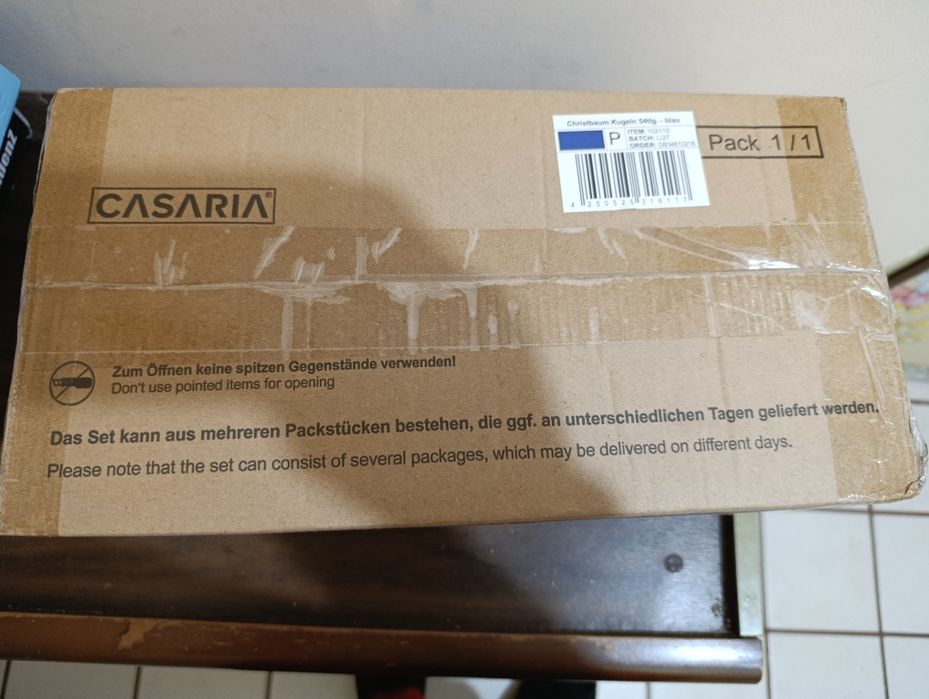 Christbaum Kugeln 54tlg. - blau
P
ITEM: 102110
BATCH: L/27
Pack 1 / 1
CASARIA®
Zum Öffnen keine spitzen Gegenstände verwenden!
Don't use pointed items for opening
Das Set kann aus mehreren Packstücken bestehen, die ggf. an unterschiedlichen Tagen geliefert werden.
Please note that the set can consist of several packages, which may be delivered on different days.